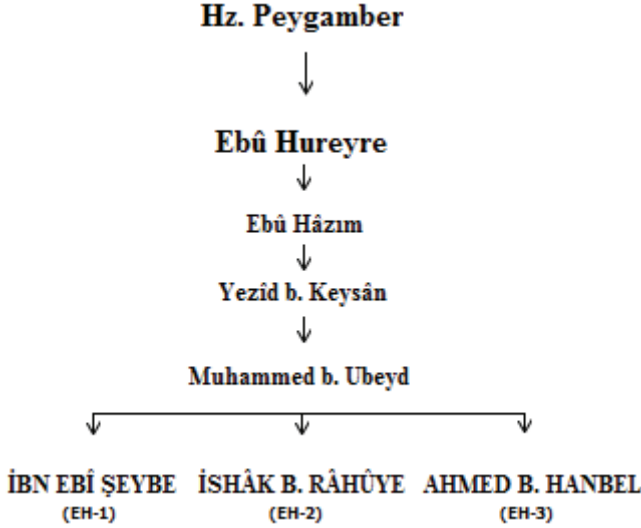 Hz. Peygamber
Ebû Hureyre
Ebû Hâzım
Yezîd b. Keysân
Muhammed b. Ubeyd
İBN EBÎ ŞEYBE İSHÂK B. RÂHÛYE AHMED B. HANBEL
(EH-1) (EH-2) (EH-3)